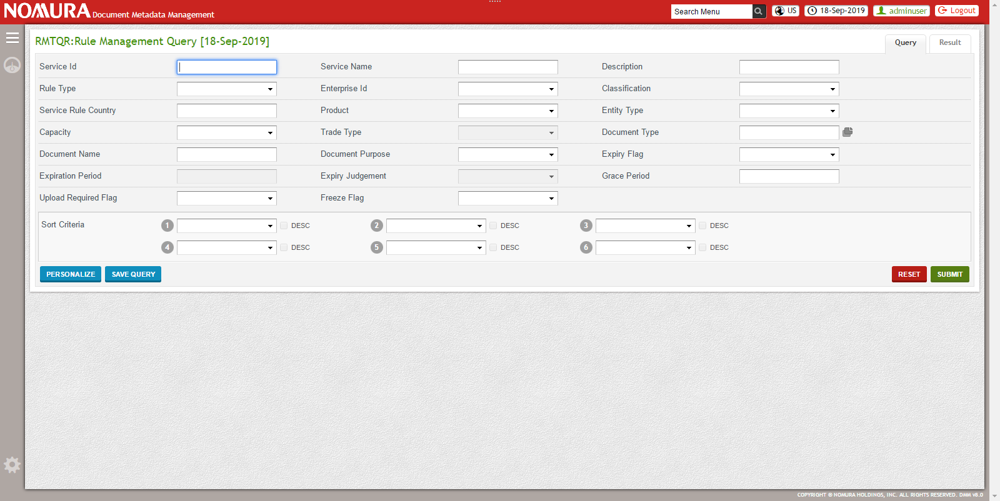 NOMURA Document Metadata Management
Search Menu
US
18-Sep-2019
adminuser
Logout
RMTQR:Rule Management Query [18-Sep-2019]
Query
Result
Service Id
Service Name
Description
Rule Type
Enterprise Id
Classification
Service Rule Country
Product
Entity Type
Capacity
Trade Type
Document Type
Document Name
Document Purpose
Expiry Flag
Expiration Period
Expiry Judgement
Grace Period
Upload Required Flag
Freeze Flag
Sort Criteria
1
DESC
2
DESC
3
DESC
4
DESC
5
DESC
6
DESC
PERSONALIZE
SAVE QUERY
RESET
SUBMIT
COPYRIGHT © NOMURA HOLDINGS, INC. ALL RIGHTS RESERVED. DMM v8.0